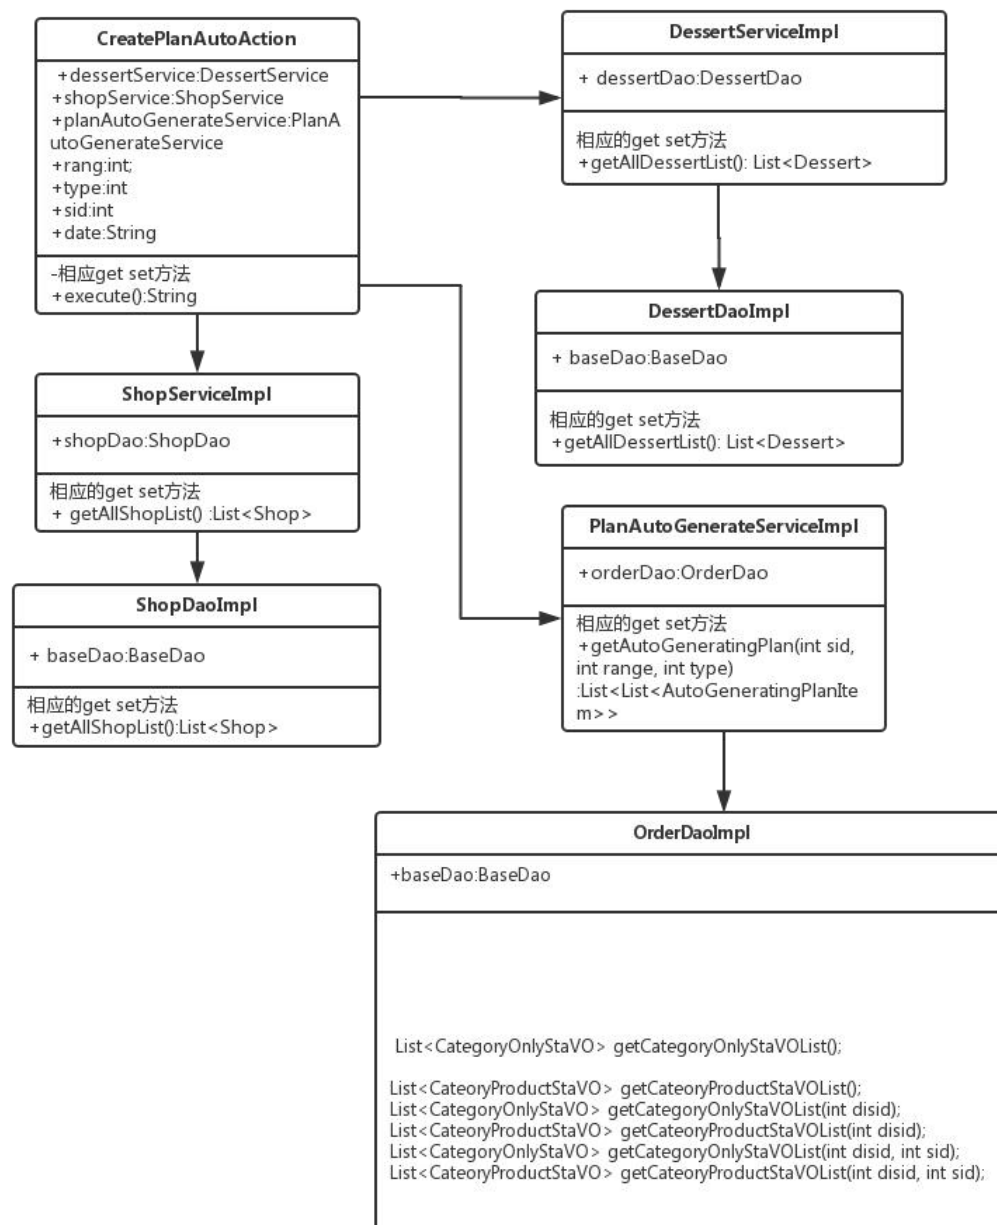 CreatePlanAutoAction
+dessertService:DessertService
+shopService:ShopService
+planAutoGenerateService:PlanA
utoGenerateService
+rang:int;
+type:int
+sid:int
+date:String
-相应get set方法
+execute():String
DessertServiceImpl
+ dessertDao:DessertDao
相应的get set方法
+getAllDessertList(): List<Dessert>
DessertDaoImpl
+ baseDao:BaseDao
相应的get set方法
+getAllDessertList(): List<Dessert>
ShopServiceImpl
+shopDao:ShopDao
相应的get set方法
+ getAllShopList() :List<Shop>
ShopDaoImpl
+ baseDao:BaseDao
相应的get set方法
+getAllShopList():List<Shop>
PlanAutoGenerateServiceImpl
+orderDao:OrderDao
相应的get set方法
+getAutoGeneratingPlan(int sid,
int range, int type)
:List<List<AutoGeneratingPlanIte
m>>
OrderDaoImpl
+baseDao:BaseDao
List<CategoryOnlyStaVO> getCategoryOnlyStaVOList();
List<CateoryProductStaVO> getCateoryProductStaVOList();
List<CategoryOnlyStaVO> getCategoryOnlyStaVOList(int disid);
List<CateoryProductStaVO> getCateoryProductStaVOList(int disid);
List<CategoryOnlyStaVO> getCategoryOnlyStaVOList(int disid, int sid);
List<CateoryProductStaVO> getCateoryProductStaVOList(int disid, int sid);